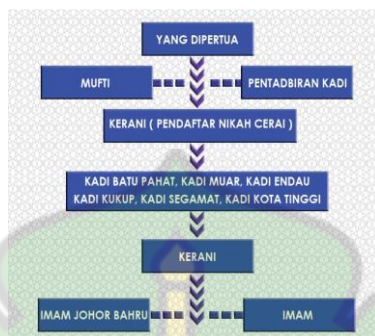 YANG DIPERTUA
MUFTI
PENTADBIRAN KADI
KERANI ( PENDAFTAR NIKAH CERAI )
KADI BATU PAHAT, KADI MUAR, KADI ENDAU
KADI KUKUP, KADI SEGAMAT, KADI KOTA TINGGI
KERANI
IMAM JOHOR BAHRU
IMAM